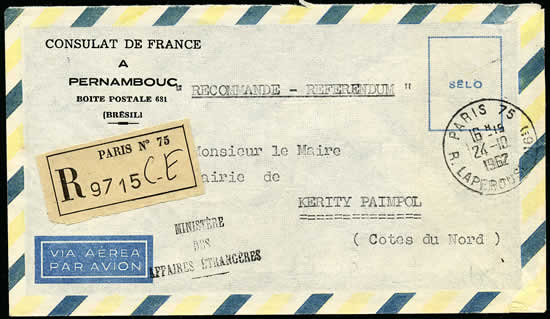 CONSULAT DE FRANCE
A
PERNAMBOUC
BOITE POSTALE 681
(BRÉSIL)
" RECOMMANDE - REFERENDUM "
SÊLO
PARIS 75
16 H 15
24-10
1962
R. LAPEROUSE
PARIS N° 75
R 9715 C-E
Monsieur le Maire
airie de
KERITY PAIMPOL
( Cotes du Nord )
MINISTÈRE
DES
AFFAIRES ÉTRANGÈRES
VIA AÉREA
PAR AVION